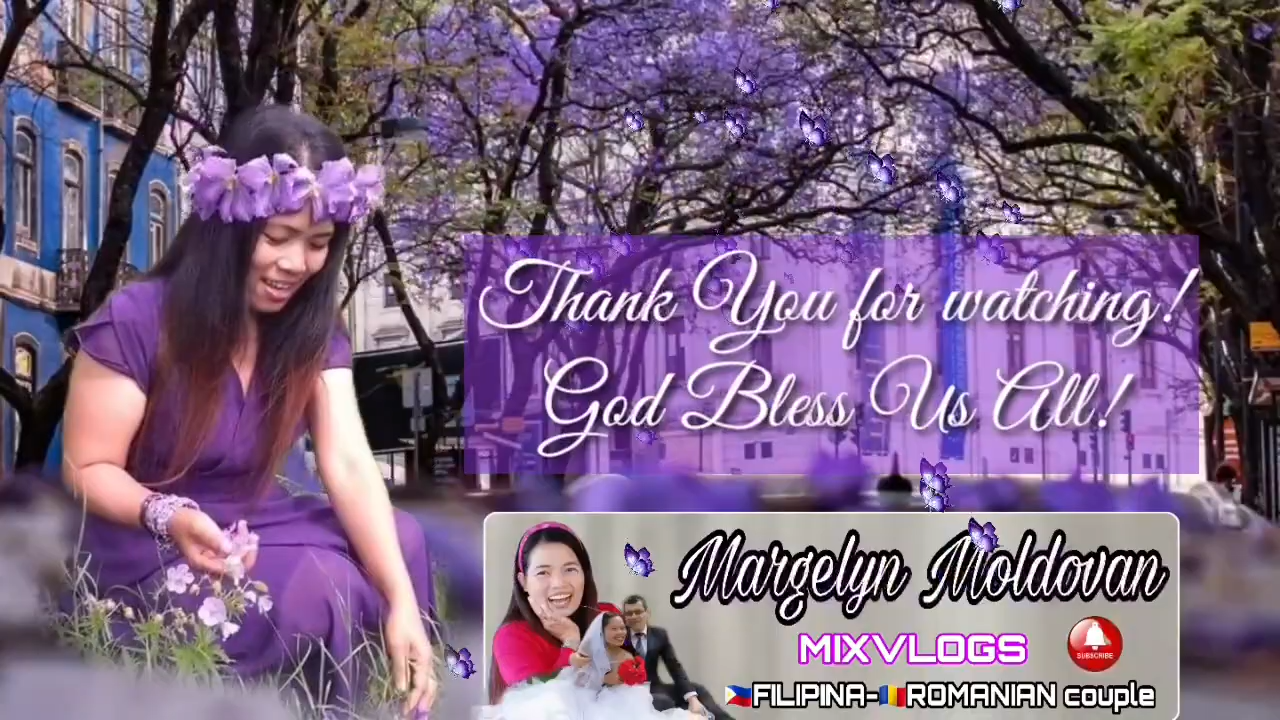 Thank You for watching!
God Bless Us All!
Margelyn Moldovan
MIXVLOGS
SUBSCRIBE
🇵🇭FILIPINA-🇷🇴ROMANIAN couple